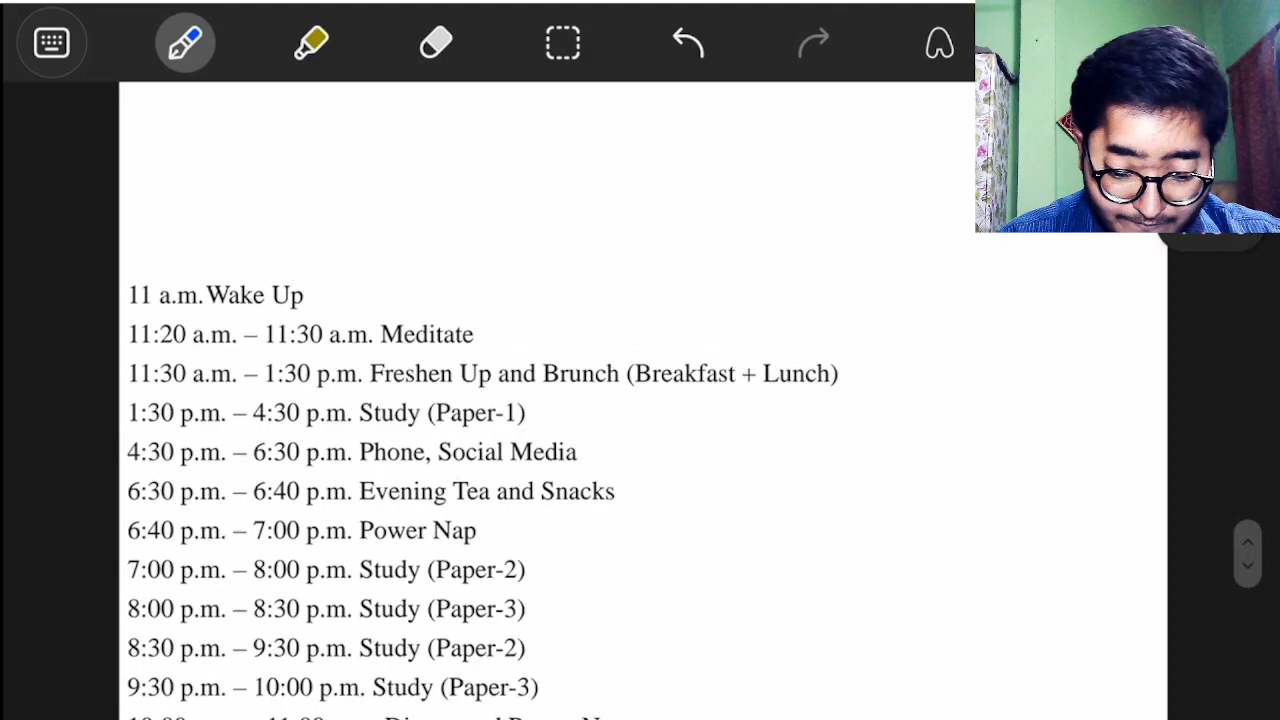 11 a.m. Wake Up
11:20 a.m. – 11:30 a.m. Meditate
11:30 a.m. – 1:30 p.m. Freshen Up and Brunch (Breakfast + Lunch)
1:30 p.m. – 4:30 p.m. Study (Paper-1)
4:30 p.m. – 6:30 p.m. Phone, Social Media
6:30 p.m. – 6:40 p.m. Evening Tea and Snacks
6:40 p.m. – 7:00 p.m. Power Nap
7:00 p.m. – 8:00 p.m. Study (Paper-2)
8:00 p.m. – 8:30 p.m. Study (Paper-3)
8:30 p.m. – 9:30 p.m. Study (Paper-2)
9:30 p.m. – 10:00 p.m. Study (Paper-3)